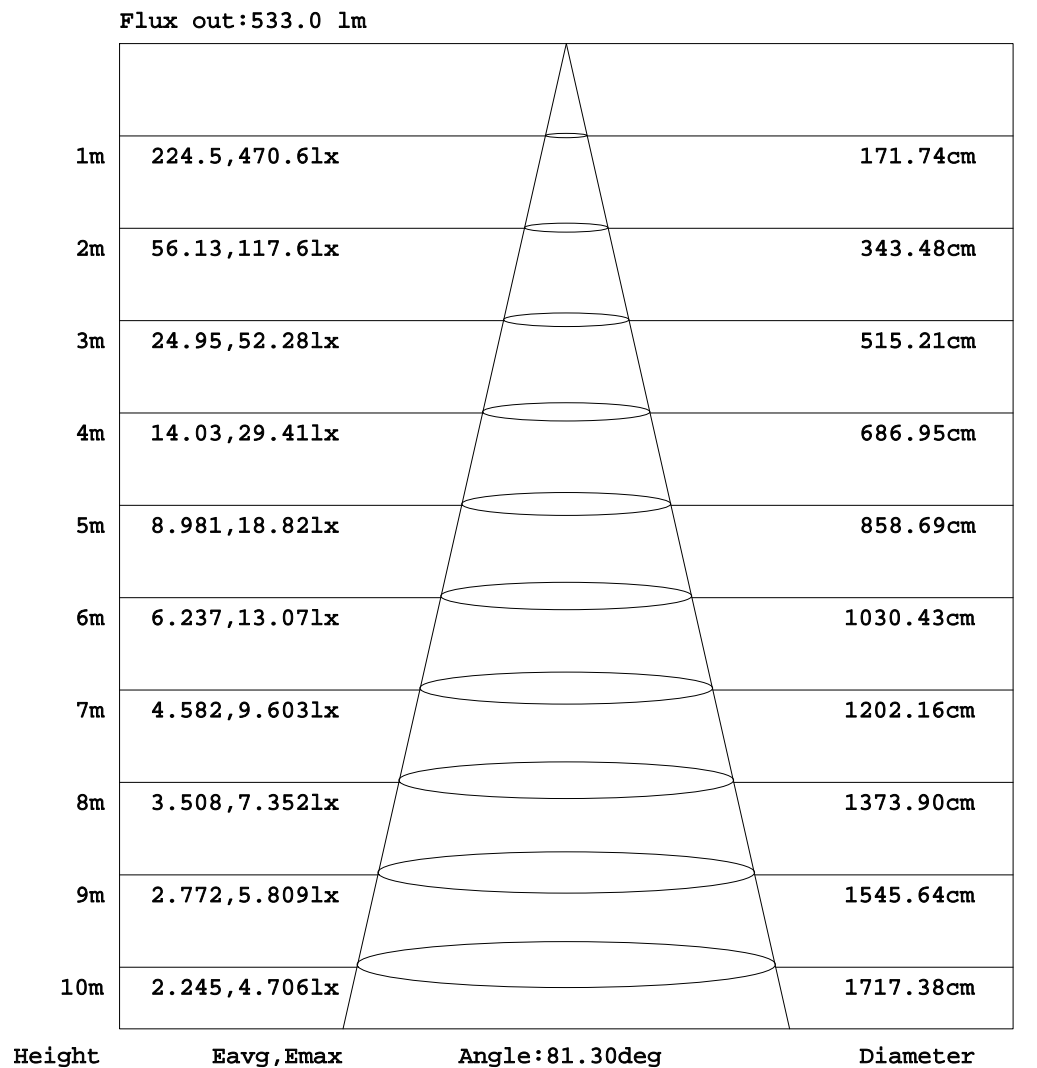 Flux out:533.0 lm
1m 224.5,470.6lx 171.74cm
2m 56.13,117.6lx 343.48cm
3m 24.95,52.28lx 515.21cm
4m 14.03,29.41lx 686.95cm
5m 8.981,18.82lx 858.69cm
6m 6.237,13.07lx 1030.43cm
7m 4.582,9.603lx 1202.16cm
8m 3.508,7.352lx 1373.90cm
9m 2.772,5.809lx 1545.64cm
10m 2.245,4.706lx 1717.38cm
Height Eavg,Emax Angle:81.30deg Diameter